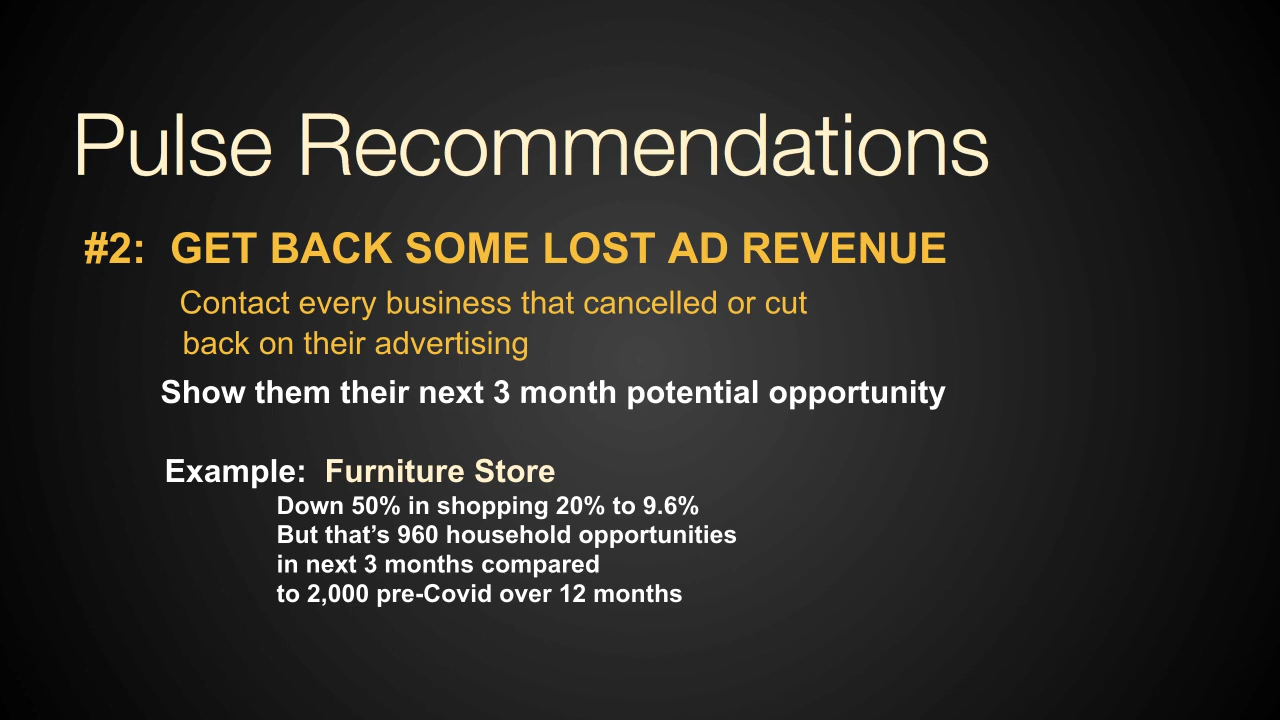 Pulse Recommendations
#2: GET BACK SOME LOST AD REVENUE
Contact every business that cancelled or cut
back on their advertising
Show them their next 3 month potential opportunity
Example: Furniture Store
Down 50% in shopping 20% to 9.6%
But that’s 960 household opportunities
in next 3 months compared
to 2,000 pre-Covid over 12 months